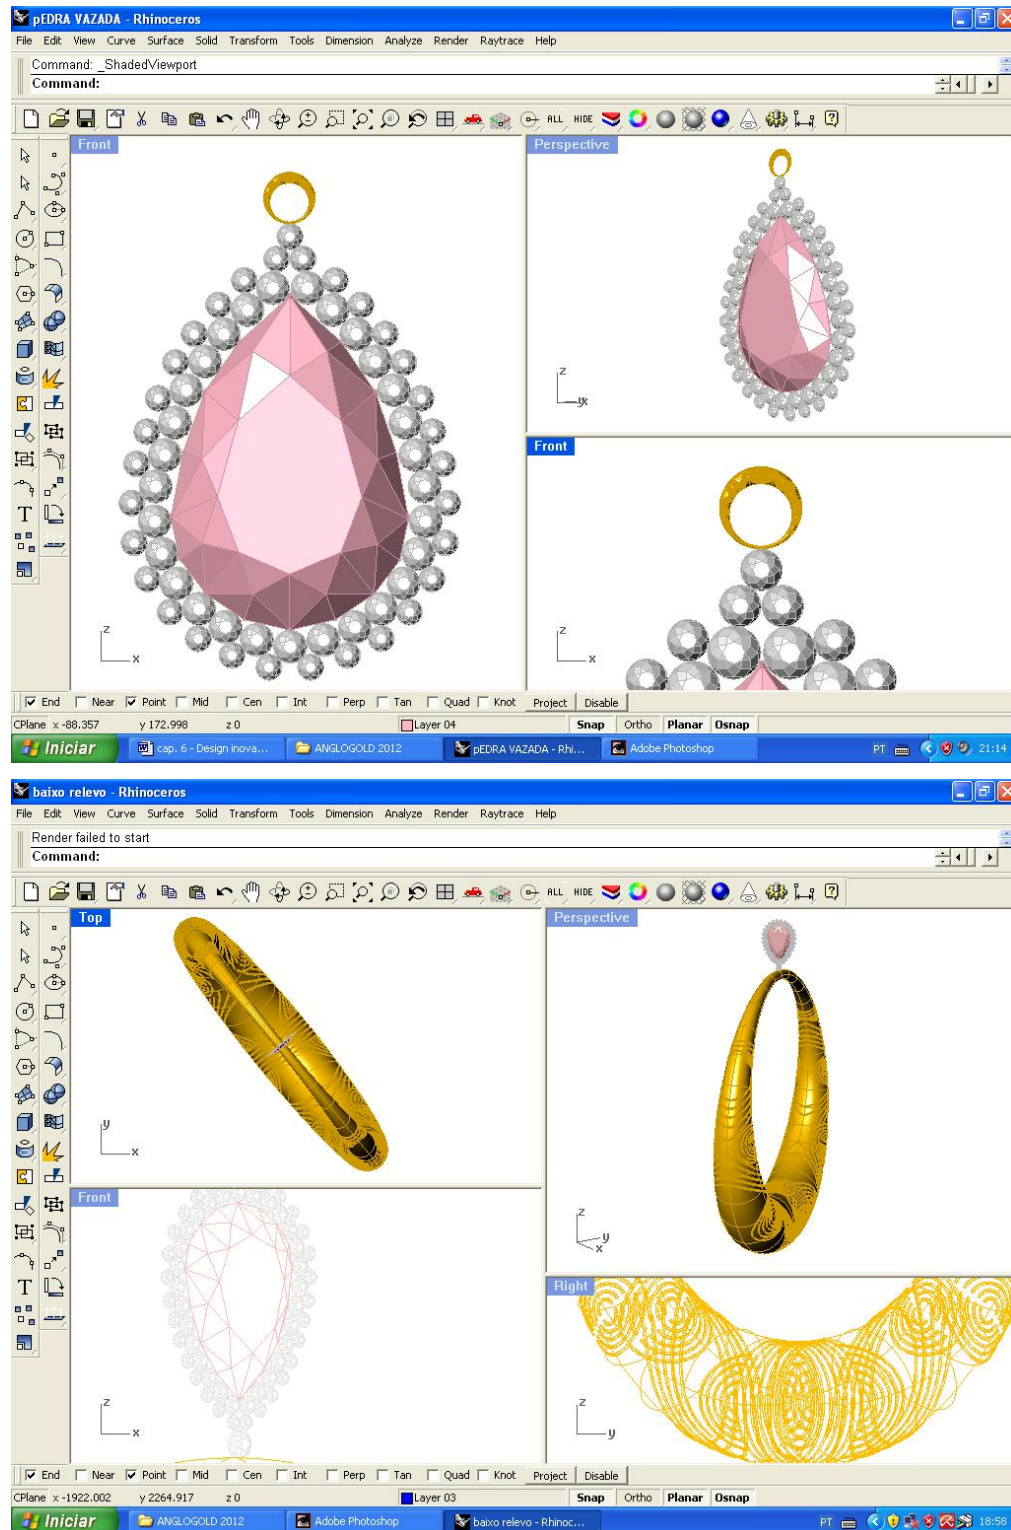 pEDRA VAZADA - Rhinoceros
File Edit View Curve Surface Solid Transform Tools Dimension Analyze Render Raytrace Help
Command: _ShadedViewport
Command:
ALL HIDE
Front
Perspective
z
yx
Front
z
x
z
x
T
End Near Point Mid Cen Int Perp Tan Quad Knot Project Disable
CPlane x -88.357 y 172.998 z 0 Layer 04 Snap Ortho Planar Osnap
Iniciar cap. 6 - Design inova... ANGLOGOLD 2012 pEDRA VAZADA - Rhi... Adobe Photoshop PT 21:14
baixo relevo - Rhinoceros
File Edit View Curve Surface Solid Transform Tools Dimension Analyze Render Raytrace Help
Render failed to start
Command:
ALL HIDE
Top
Perspective
y
x
z
y
x
Front
Right
z
x
z
y
T
End Near Point Mid Cen Int Perp Tan Quad Knot Project Disable
CPlane x -1922.002 y 2264.917 z 0 Layer 03 Snap Ortho Planar Osnap
Iniciar ANGLOGOLD 2012 Adobe Photoshop baixo relevo - Rhinoc... PT 18:58